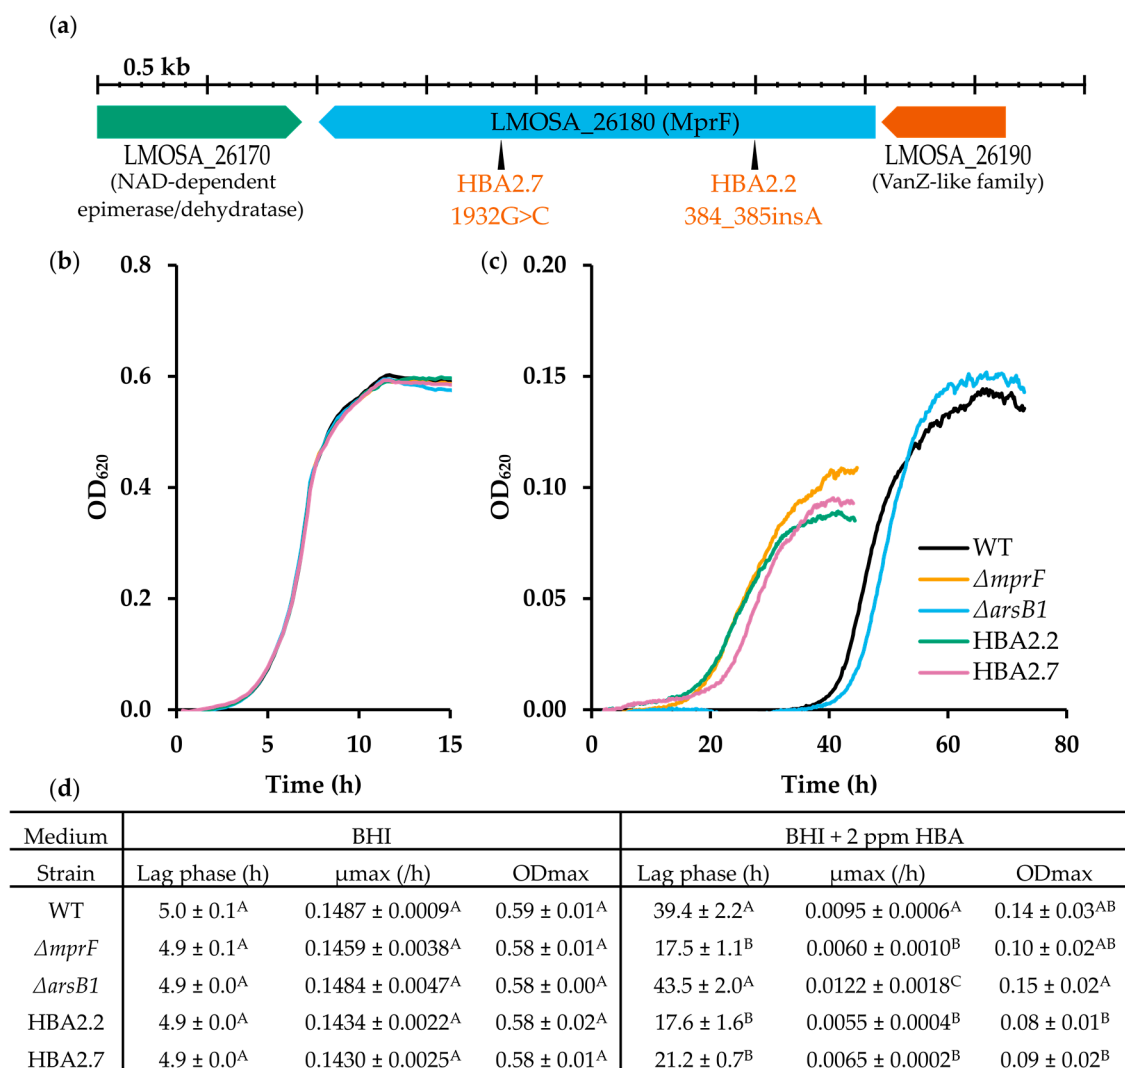 (a)
0.5 kb
LMOSA_26180 (MprF)
LMOSA_26170
(NAD-dependent
epimerase/dehydratase)
HBA2.7
1932G>C
HBA2.2
384_385insA
LMOSA_26190
(VanZ-like family)
(b)
0.8
0.6
0.4
0.2
0.0
OD620
0
5
10
15
Time (h)
(c)
0.20
0.15
0.10
0.05
0.00
OD620
0
20
40
60
80
Time (h)
WT
ΔmprF
ΔarsB1
HBA2.2
HBA2.7
(d)
Medium BHI BHI + 2 ppm HBA
Strain Lag phase (h) µmax (/h) ODmax Lag phase (h) µmax (/h) ODmax
WT 5.0 ± 0.1A 0.1487 ± 0.0009A 0.59 ± 0.01A 39.4 ± 2.2A 0.0095 ± 0.0006A 0.14 ± 0.03AB
ΔmprF 4.9 ± 0.1A 0.1459 ± 0.0038A 0.58 ± 0.01A 17.5 ± 1.1B 0.0060 ± 0.0010B 0.10 ± 0.02AB
ΔarsB1 4.9 ± 0.0A 0.1484 ± 0.0047A 0.58 ± 0.00A 43.5 ± 2.0A 0.0122 ± 0.0018C 0.15 ± 0.02A
HBA2.2 4.9 ± 0.0A 0.1434 ± 0.0022A 0.58 ± 0.02A 17.6 ± 1.6B 0.0055 ± 0.0004B 0.08 ± 0.01B
HBA2.7 4.9 ± 0.0A 0.1430 ± 0.0025A 0.58 ± 0.01A 21.2 ± 0.7B 0.0065 ± 0.0002B 0.09 ± 0.02B